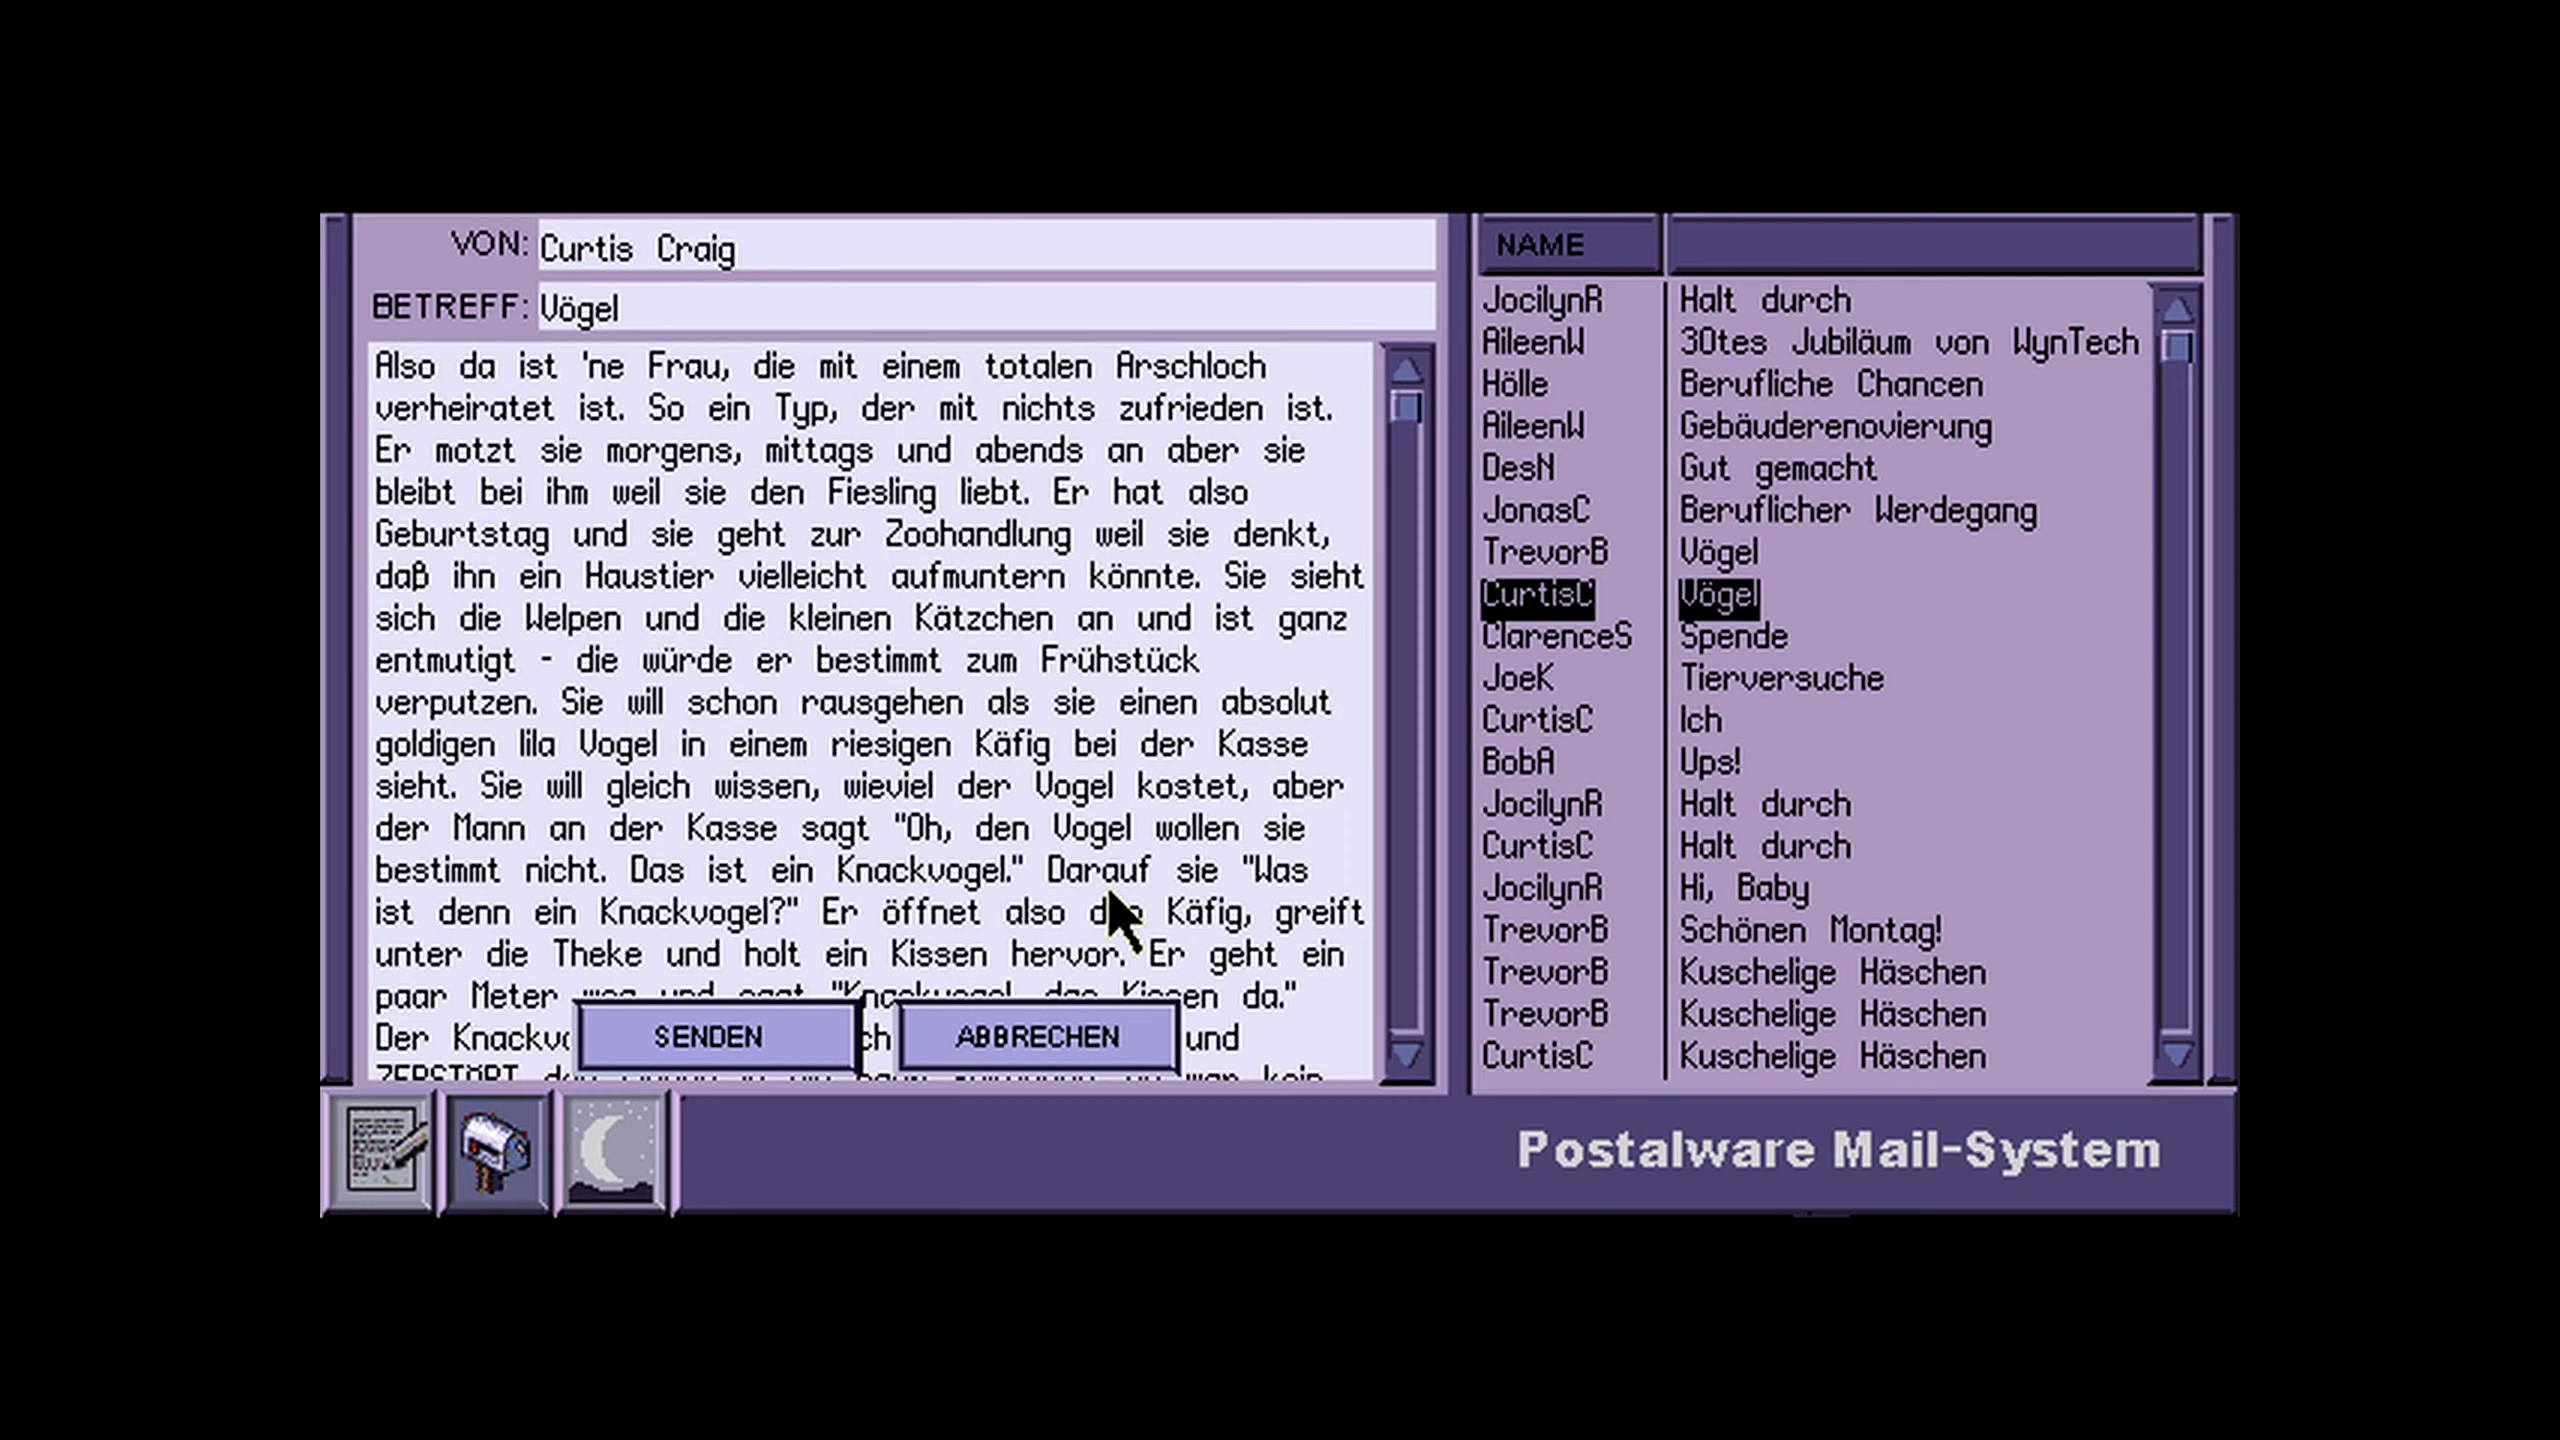 VON: Curtis Craig
BETREFF: Vögel
Also da ist 'ne Frau, die mit einem totalen Arschloch
verheiratet ist. So ein Typ, der mit nichts zufrieden ist.
Er motzt sie morgens, mittags und abends an aber sie
bleibt bei ihm weil sie den Fiesling liebt. Er hat also
Geburtstag und sie geht zur Zoohandlung weil sie denkt,
daß ihn ein Haustier vielleicht aufmuntern könnte. Sie sieht
sich die Welpen und die kleinen Kätzchen an und ist ganz
entmutigt - die würde er bestimmt zum Frühstück
verputzen. Sie will schon rausgehen als sie einen absolut
goldigen lila Vogel in einem riesigen Käfig bei der Kasse
sieht. Sie will gleich wissen, wieviel der Vogel kostet, aber
der Mann an der Kasse sagt "Oh, den Vogel wollen sie
bestimmt nicht. Das ist ein Knackvogel." Darauf sie "Was
ist denn ein Knackvogel?" Er öffnet also Käfig, greift
unter die Theke und holt ein Kissen hervor. Er geht ein
paar Meter weg und sagt "Knackvogel, das Kissen da."
Der und
kein
SENDEN
ABBRECHEN
NAME
JocilynR Halt durch
AileenW 30tes Jubiläum von WynTech
Hölle Berufliche Chancen
AileenW Gebäuderenovierung
DesN Gut gemacht
JonasC Beruflicher Werdegang
TrevorB Vögel
CurtisC Vögel
ClarenceS Spende
JoeK Tierversuche
CurtisC Ich
BobA Ups!
JocilynR Halt durch
CurtisC Halt durch
JocilynR Hi, Baby
TrevorB Schönen Montag!
TrevorB Kuschelige Häschen
TrevorB Kuschelige Häschen
CurtisC Kuschelige Häschen
Postalware Mail-System